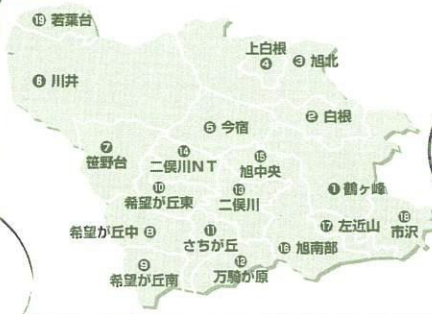 ⑲ 若葉台
上白根
④
③ 旭北
⑥ 川井
② 白根
⑤ 今宿
⑦
笹野台
⑭
二俣川NT
⑮
旭中央
⑩
希望が丘東
⑬
二俣川
① 鶴ヶ峰
希望が丘中 ⑧
⑪
さちが丘
⑰ 左近山
⑱
市沢
⑯ 旭南部
⑨
希望が丘南
⑫
万騎が原